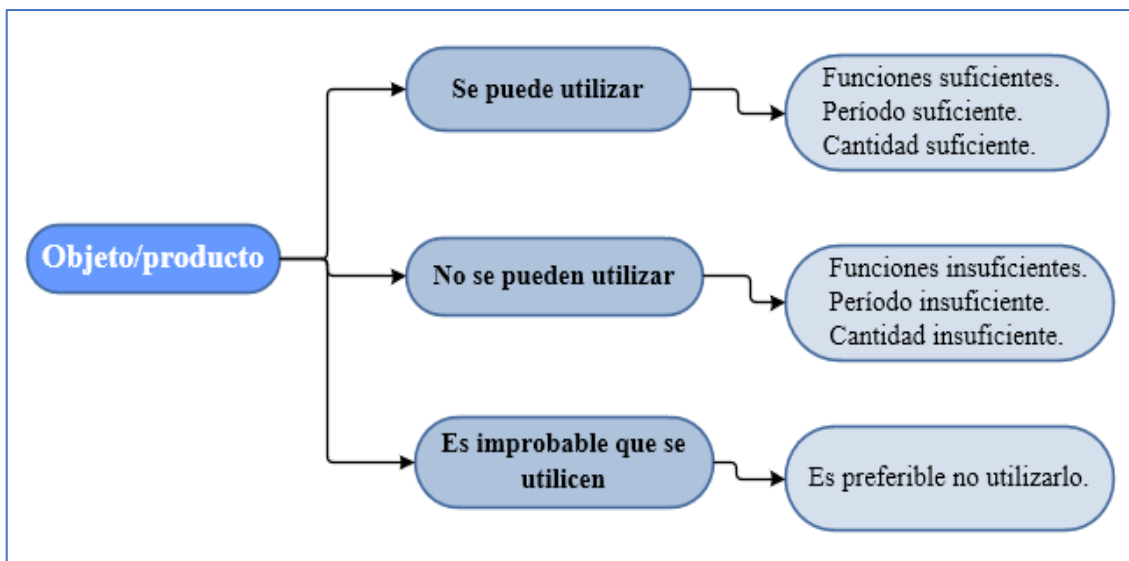 Objeto/producto
Se puede utilizar
Funciones suficientes.
Período suficiente.
Cantidad suficiente.
No se pueden utilizar
Funciones insuficientes.
Período insuficiente.
Cantidad insuficiente.
Es improbable que se
utilicen
Es preferible no utilizarlo.